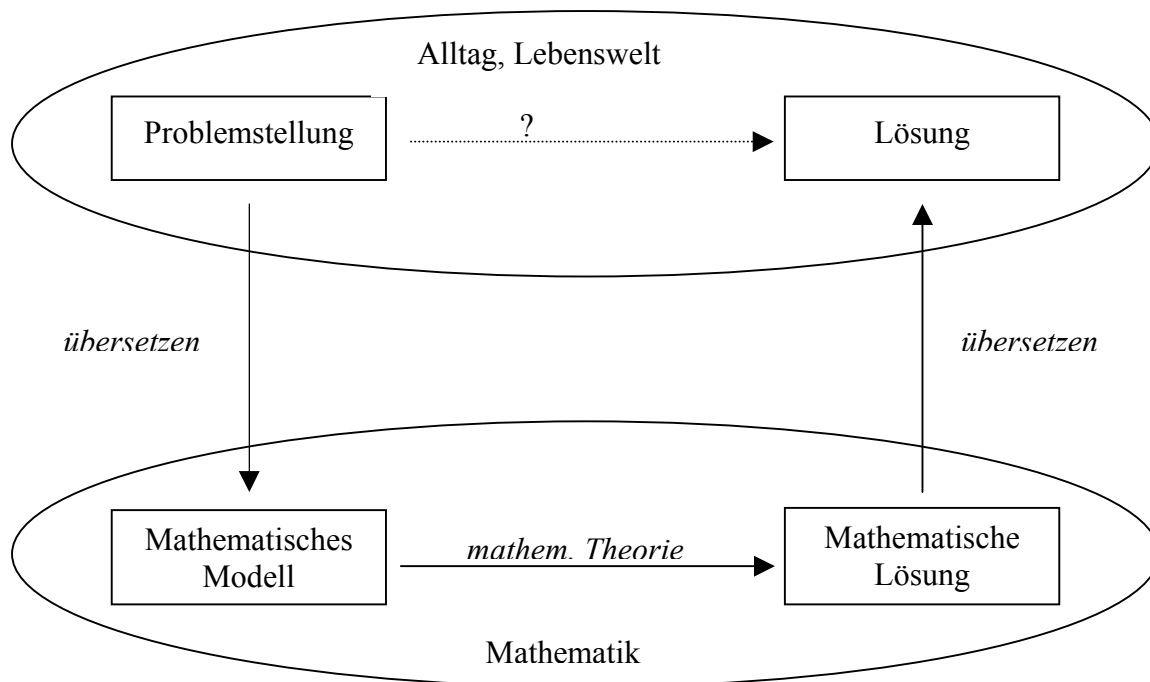 Alltag, Lebenswelt
Problemstellung
?
Lösung
übersetzen
übersetzen
Mathematisches
Modell
mathem. Theorie
Mathematische
Lösung
Mathematik